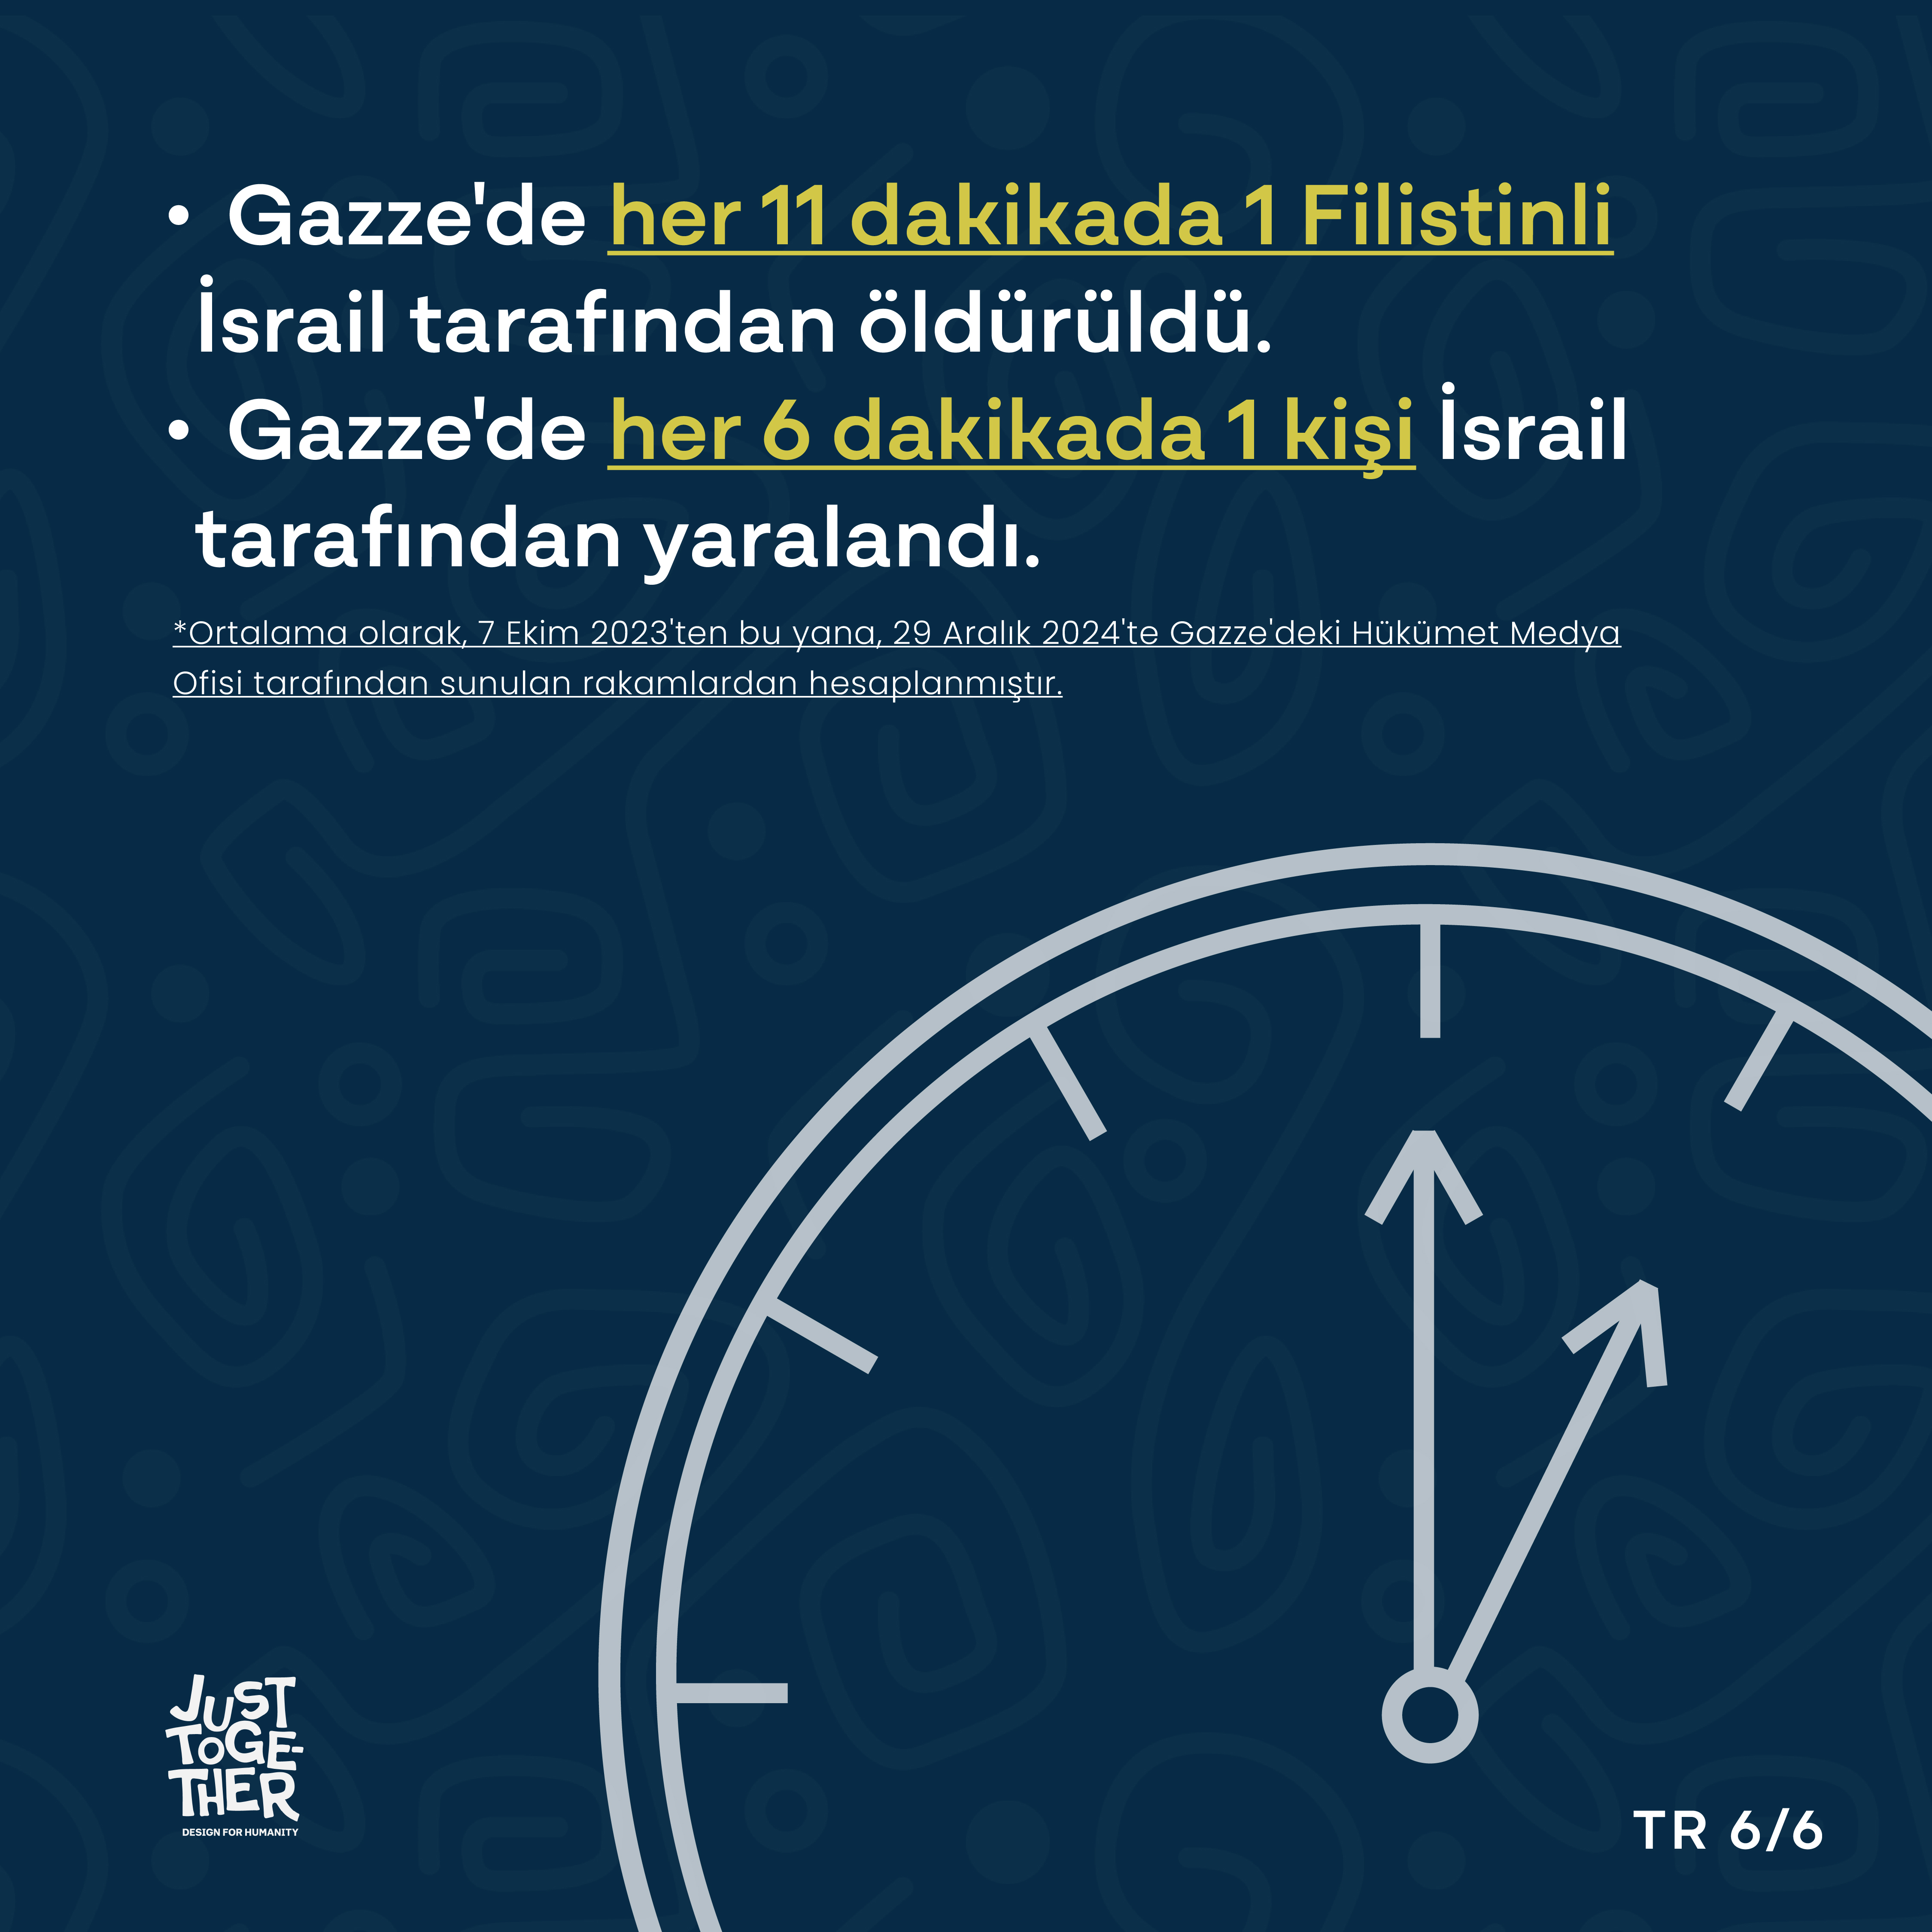 • Gazze'de her 11 dakikada 1 Filistinli
İsrail tarafından öldürüldü.
• Gazze'de her 6 dakikada 1 kişi İsrail
tarafından yaralandı.
*Ortalama olarak, 7 Ekim 2023'ten bu yana, 29 Aralık 2024'te Gazze'deki Hükümet Medya
Ofisi tarafından sunulan rakamlardan hesaplanmıştır.
JUST
TOGE-
THER
DESIGN FOR HUMANITY
TR 6/6